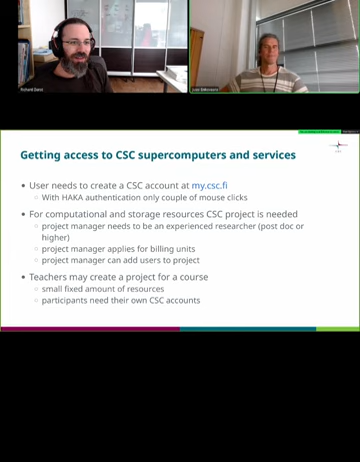 Richard Darst
Getting access to CSC supercomputers and services
User needs to create a CSC account at my.csc.fi
With HAKA authentication only couple of mouse clicks
For computational and storage resources CSC project is needed
project manager needs to be an experienced researcher (post doc or
higher)
project manager applies for billing units
project manager can add users to project
Teachers may create a project for a course
small fixed amount of resources
participants need their own CSC accounts